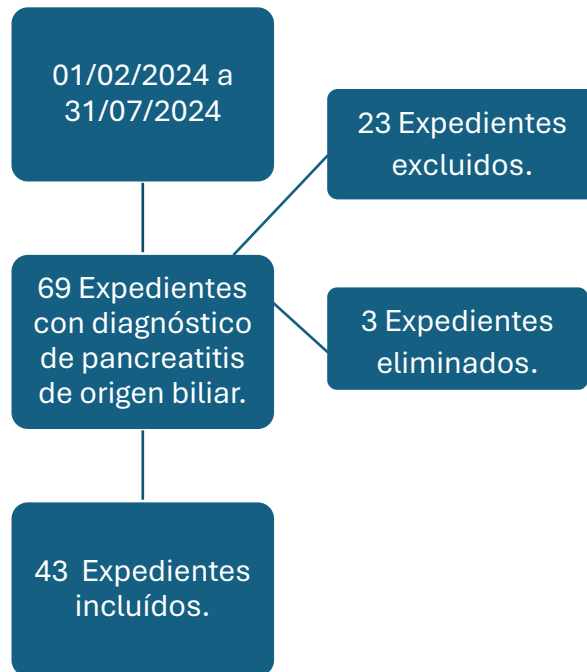 01/02/2024 a
31/07/2024
23 Expedientes
excluidos.
69 Expedientes
con diagnóstico
de pancreatitis
de origen biliar.
3 Expedientes
eliminados.
43  Expedientes
incluídos.